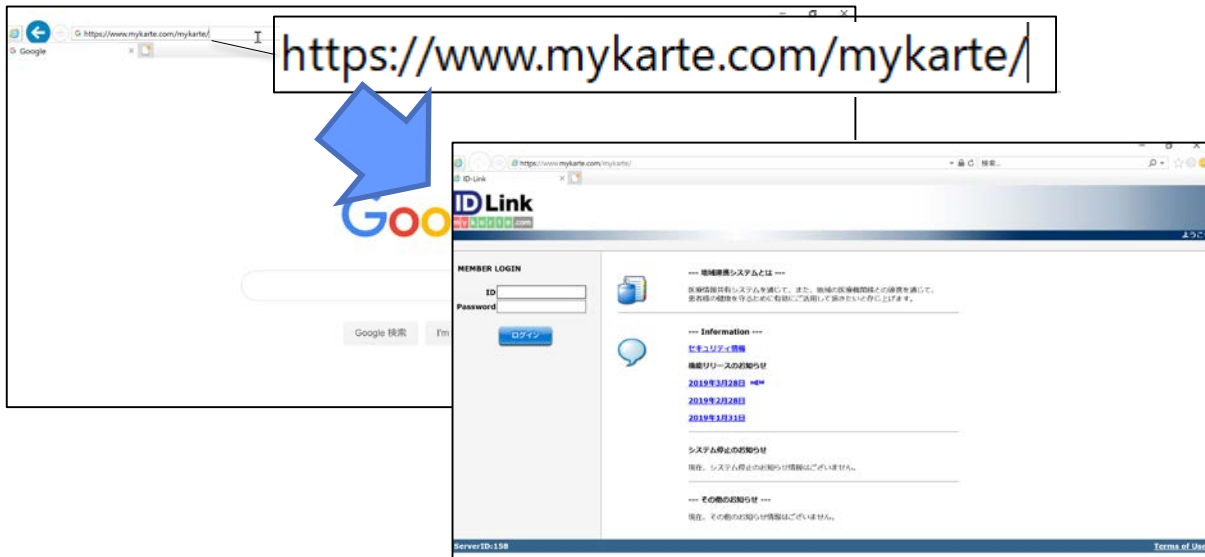 https://www.mykarte.com/mykarte/
Google
https://www.mykarte.com/mykarte/
Goo
Google 検索
I'm
https://www.mykarte.com/mykarte/
検索...
ID-Link
ID Link
mykarte.com
ようこ
MEMBER LOGIN
ID
Password
ログイン
--- 地域連携システムとは ---
医療情報共有システムを通じて、また、地域の医療機関様との連携を通じて、
患者様の健康を守るために有効にご活用して頂きたいと存じ上げます。
--- Information ---
セキュリティ情報
機能リリースのお知らせ
2019年3月28日 NEW
2019年2月28日
2019年1月31日
システム停止のお知らせ
現在、システム停止のお知らせ情報はございません。
--- その他のお知らせ ---
現在、その他のお知らせ情報はございません。
ServerID:158
Terms of Use